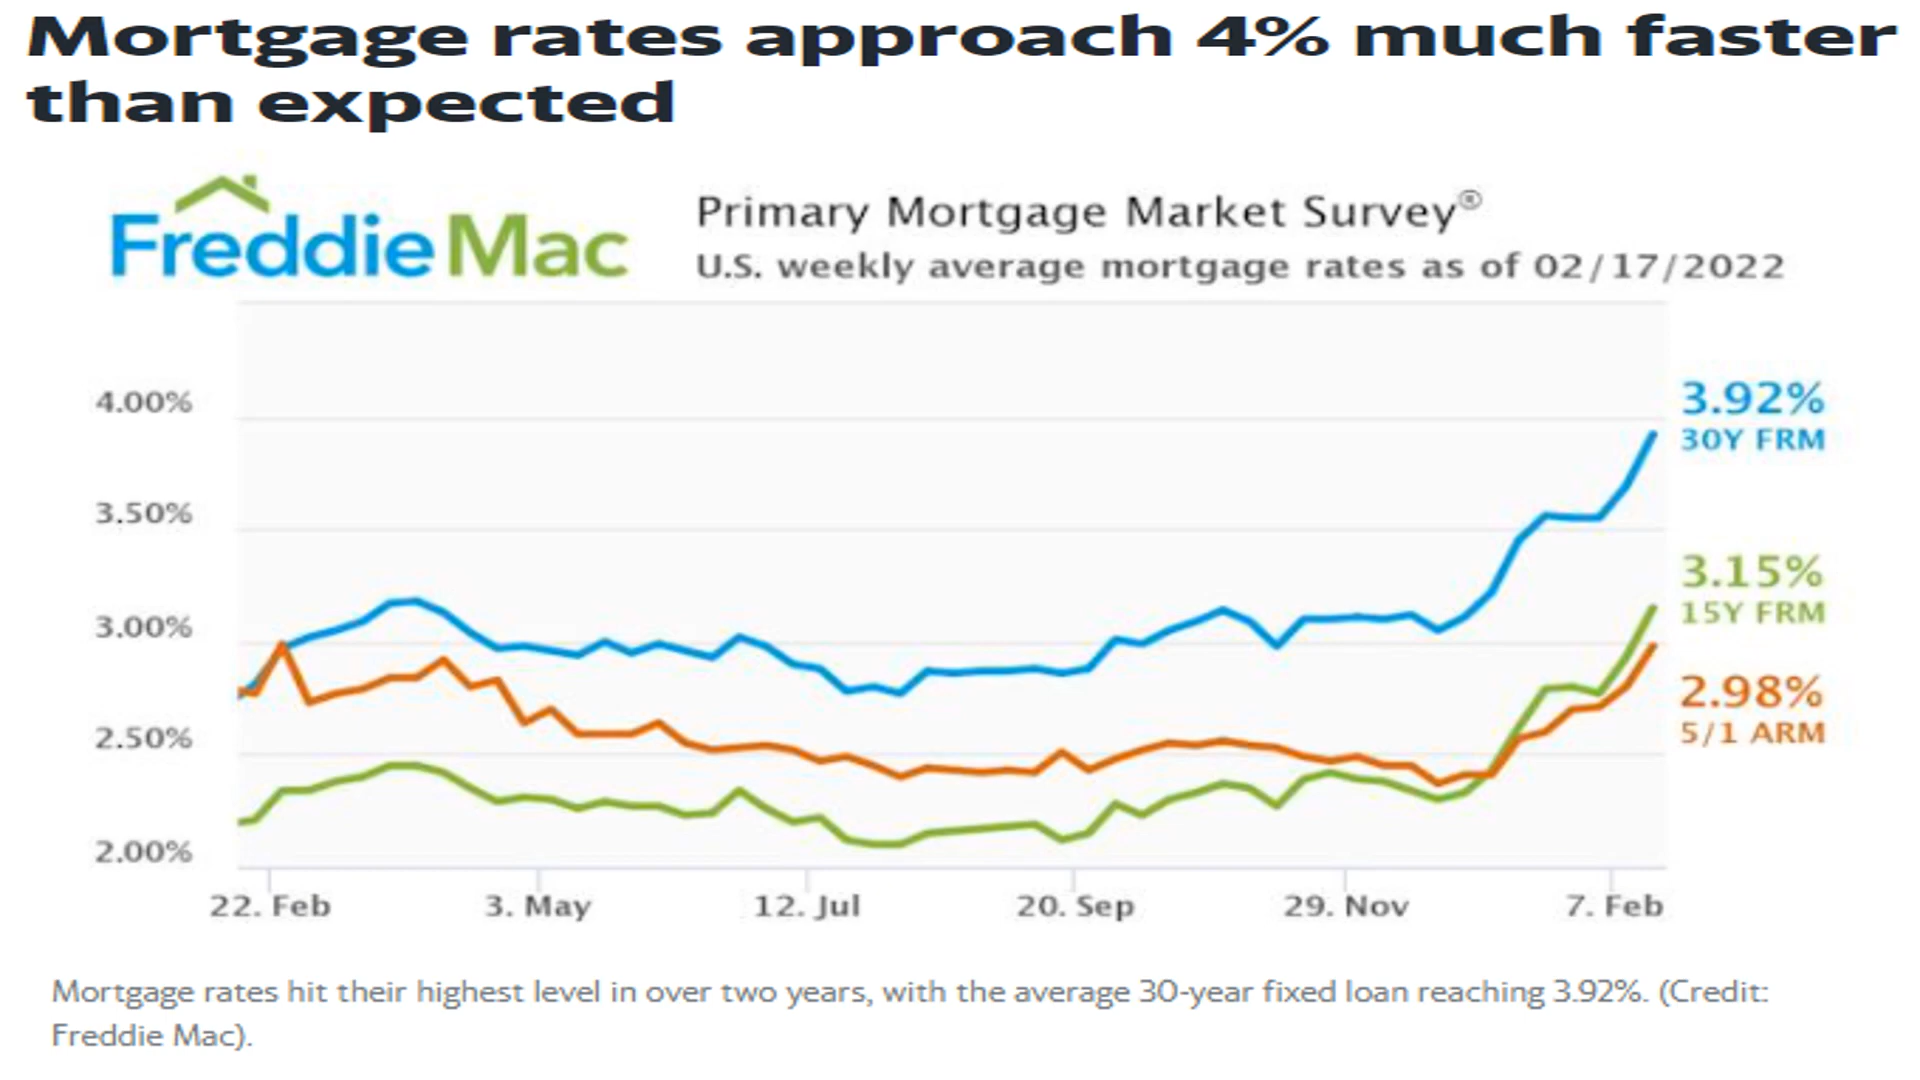 Mortgage rates approach 4% much faster
than expected
Freddie Mac
Primary Mortgage Market Survey®
U.S. weekly average mortgage rates as of 02/17/2022
4.00%
3.50%
3.00%
2.50%
2.00%
3.92%
30Y FRM
3.15%
15Y FRM
2.98%
5/1 ARM
22. Feb
3. May
12. Jul
20. Sep
29. Nov
7. Feb
Mortgage rates hit their highest level in over two years, with the average 30-year fixed loan reaching 3.92%. (Credit:
Freddie Mac).